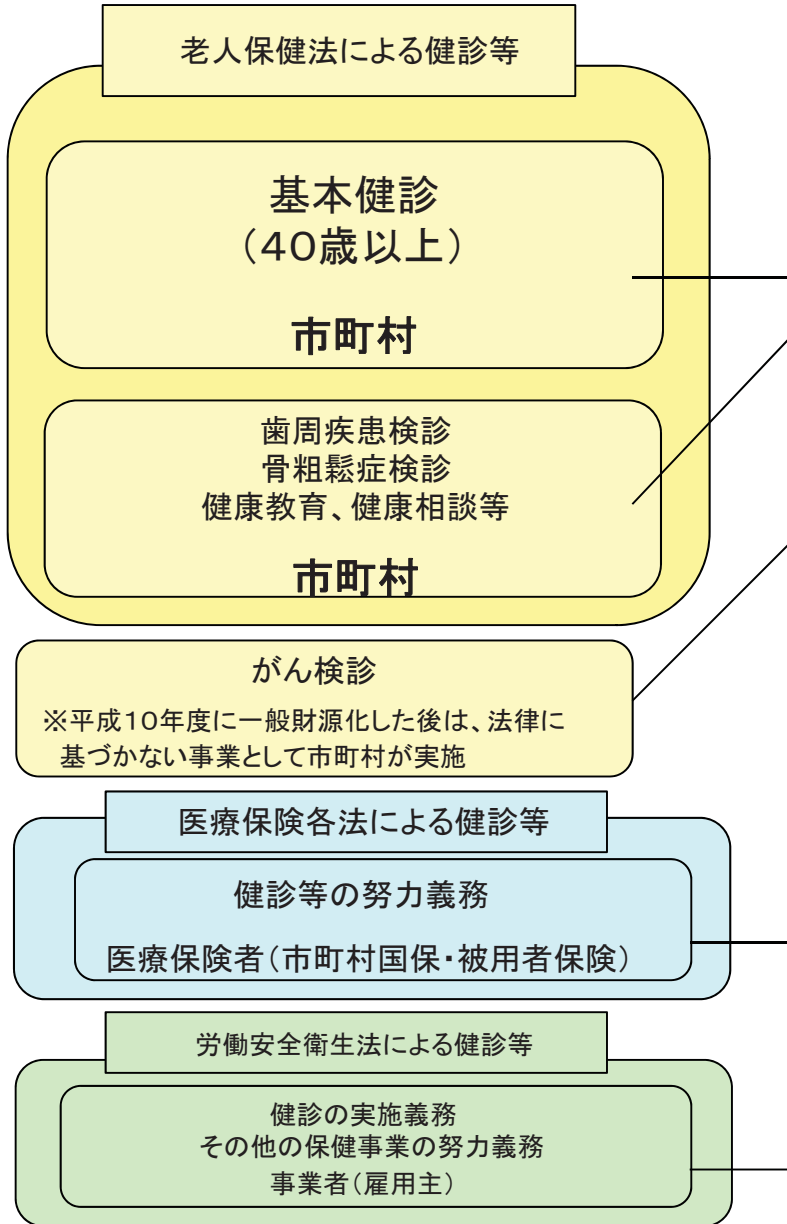 老人保健法による健診等
基本健診
（40歳以上）
市町村
歯周疾患検診
骨粗鬆症検診
健康教育、健康相談等
市町村
がん検診
※平成10年度に一般財源化した後は、法律に
基づかない事業として市町村が実施
医療保険各法による健診等
健診等の努力義務
医療保険者（市町村国保・被用者保険）
労働安全衛生法による健診等
健診の実施義務
その他の保健事業の努力義務
事業者（雇用主）